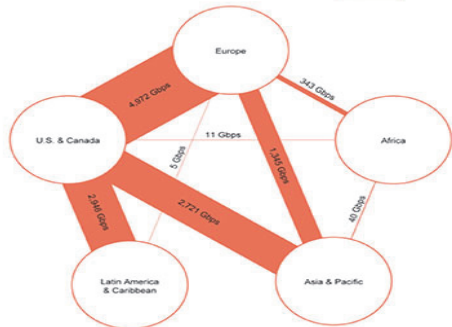 Europe
4,972 Gbps
343 Gbps
U.S. & Canada
11 Gbps
Africa
5 Gbps
1,345 Gbps
2,946 Gbps
2,721 Gbps
40 Gbps
Latin America
& Caribbean
Asia & Pacific